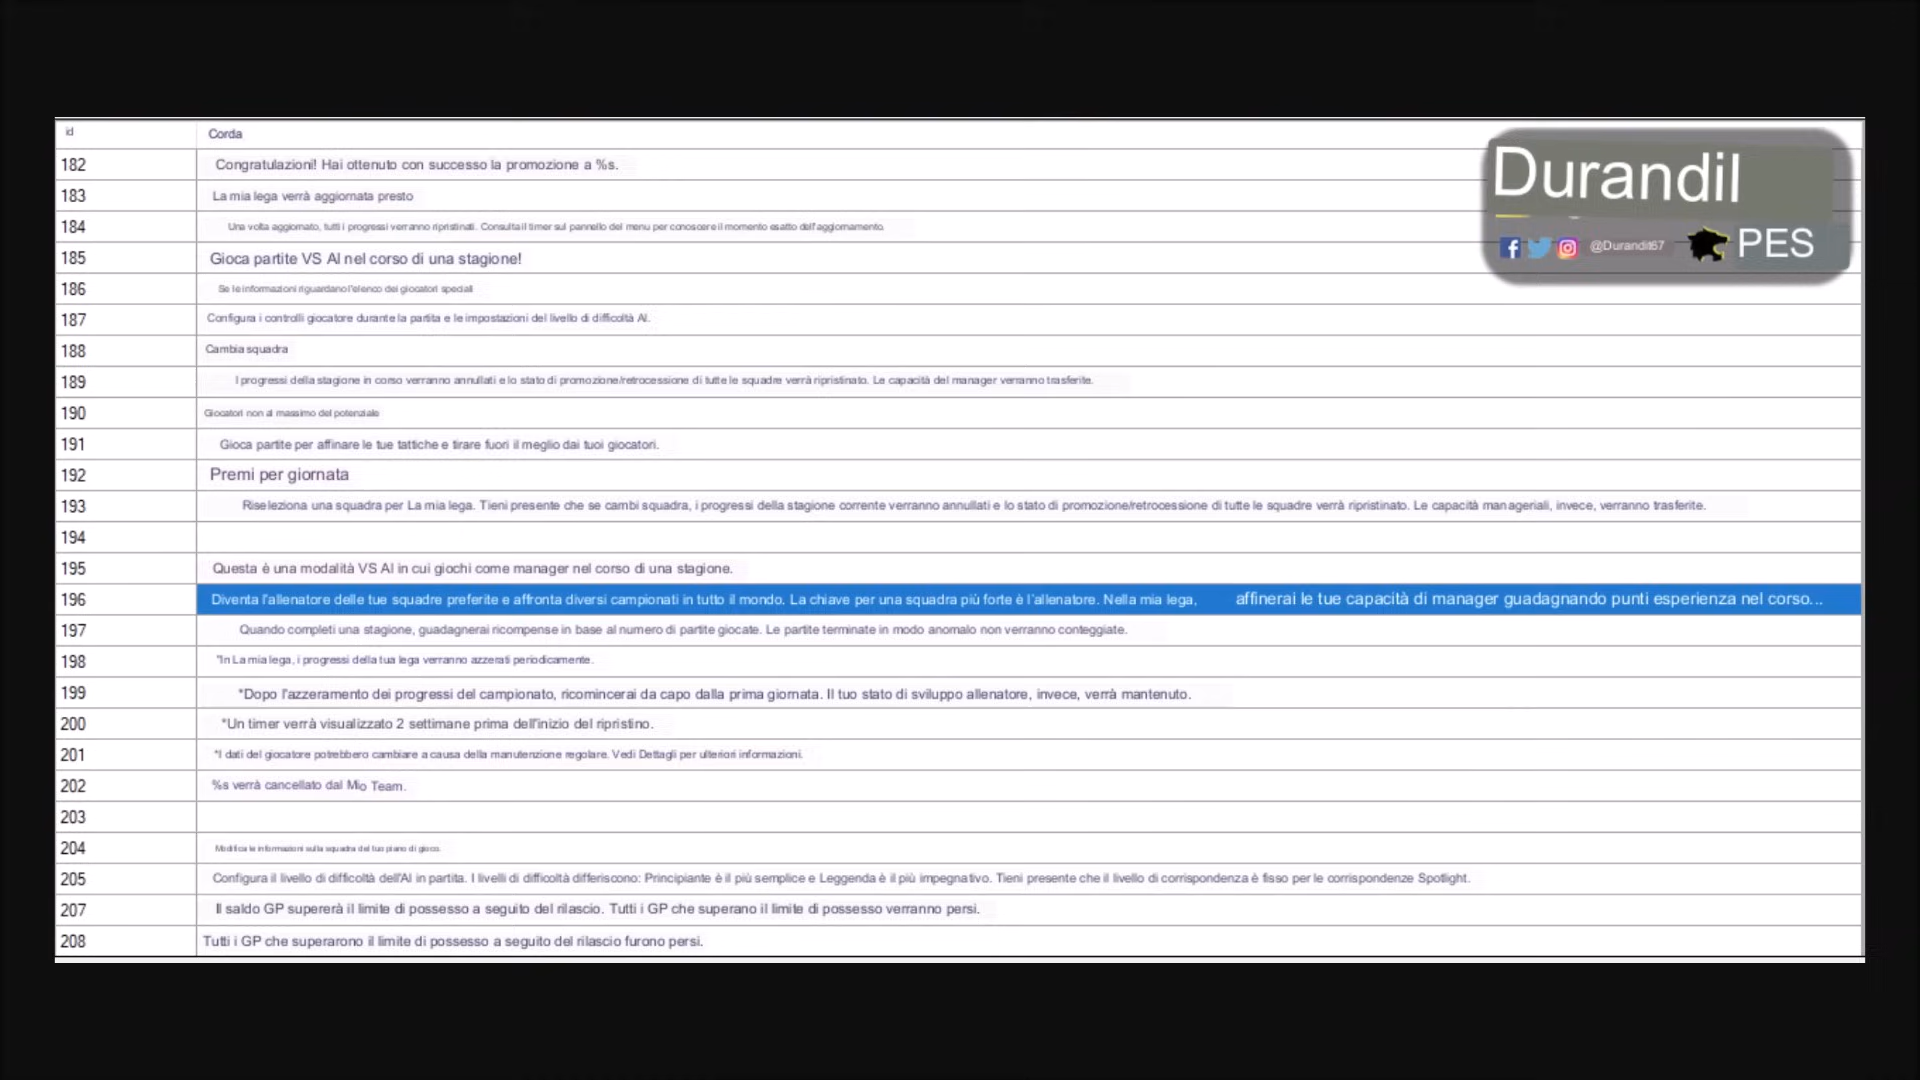 id Corda
182 Congratulazioni! Hai ottenuto con successo la promozione a %s.
Durandil
183 La mia lega verrà aggiornata presto
184 Una volta aggiornato, tutti i progressi verranno ripristinati. Consulta il timer sul pannello del menu per conoscere il momento esatto dell'aggiornamento.
@Durandil67 PES
185 Gioca partite VS AI nel corso di una stagione!
186 Se le informazioni riguardano l'elenco dei giocatori speciali
187 Configura i controlli giocatore durante la partita e le impostazioni del livello di difficoltà AI.
188 Cambia squadra
189 I progressi della stagione in corso verranno annullati e lo stato di promozione/retrocessione di tutte le squadre verrà ripristinato. Le capacità del manager verranno trasferite.
190 Giocatori non al massimo del potenziale
191 Gioca partite per affinare le tue tattiche e tirare fuori il meglio dai tuoi giocatori.
192 Premi per giornata
193 Riseleziona una squadra per La mia lega. Tieni presente che se cambi squadra, i progressi della stagione corrente verranno annullati e lo stato di promozione/retrocessione di tutte le squadre verrà ripristinato. Le capacità manageriali, invece, verranno trasferite.
194
195 Questa è una modalità VS AI in cui giochi come manager nel corso di una stagione.
196 Diventa l'allenatore delle tue squadre preferite e affronta diversi campionati in tutto il mondo. La chiave per una squadra più forte è l'allenatore. Nella mia lega, affinerai le tue capacità di manager guadagnando punti esperienza nel corso...
197 Quando completi una stagione, guadagnerai ricompense in base al numero di partite giocate. Le partite terminate in modo anomalo non verranno conteggiate.
198 *In La mia lega, i progressi della tua lega verranno azzerati periodicamente.
199 *Dopo l'azzeramento dei progressi del campionato, ricomincerai da capo dalla prima giornata. Il tuo stato di sviluppo allenatore, invece, verrà mantenuto.
200 *Un timer verrà visualizzato 2 settimane prima dell'inizio del ripristino.
201 *I dati del giocatore potrebbero cambiare a causa della manutenzione regolare. Vedi Dettagli per ulteriori informazioni.
202 %s verrà cancellato dal Mio Team.
203
204 Modifica le informazioni sulla squadra del tuo piano di gioco.
205 Configura il livello di difficoltà dell'AI in partita. I livelli di difficoltà differiscono: Principiante è il più semplice e Leggenda è il più impegnativo. Tieni presente che il livello di corrispondenza è fisso per le corrispondenze Spotlight.
207 Il saldo GP supererà il limite di possesso a seguito del rilascio. Tutti i GP che superano il limite di possesso verranno persi.
208 Tutti i GP che superarono il limite di possesso a seguito del rilascio furono persi.